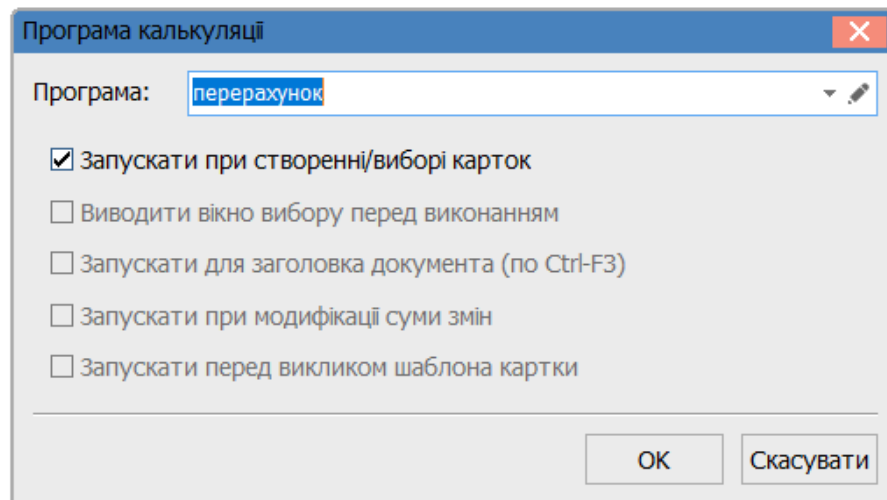 Програма калькуляції
Програма: перерахунок
Запускати при створенні/виборі карток
Виводити вікно вибору перед виконанням
Запускати для заголовка документа (по Ctrl-F3)
Запускати при модифікації суми змін
Запускати перед викликом шаблона картки
OK Скасувати